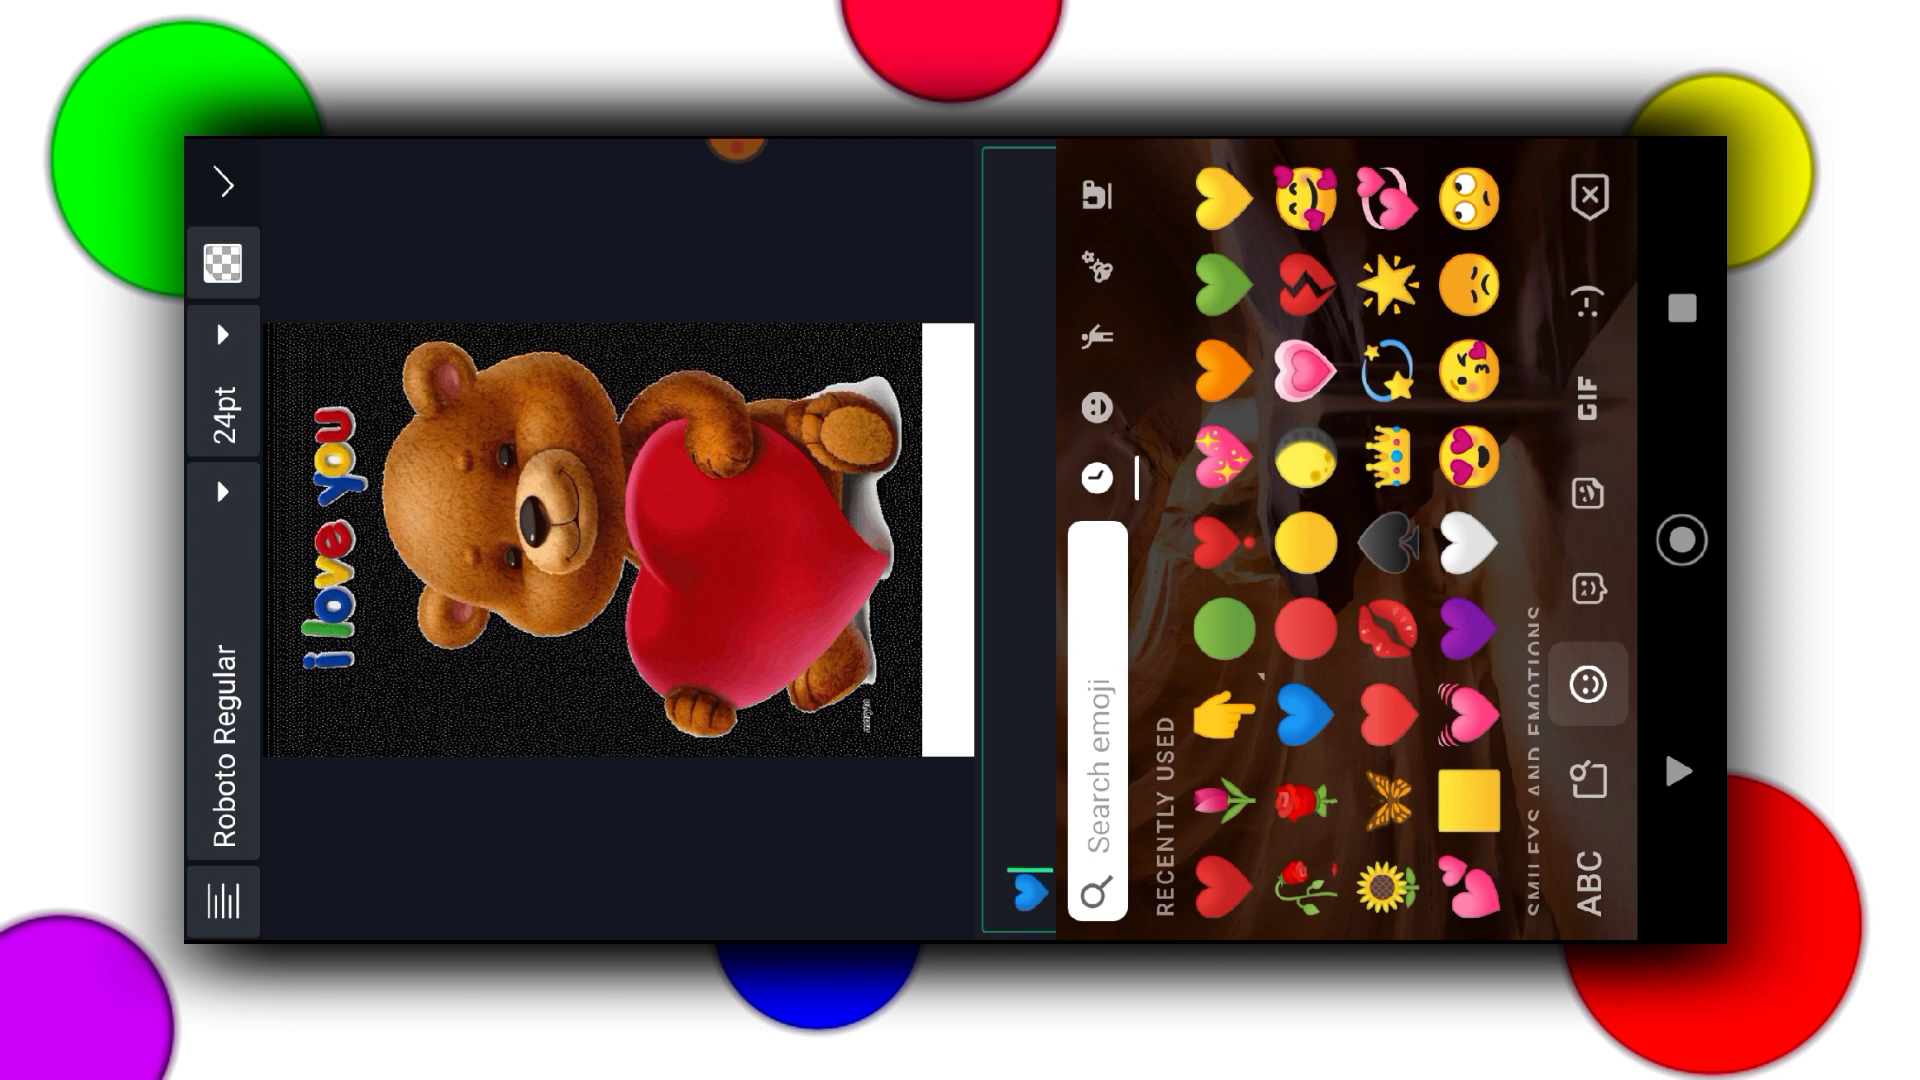 Roboto Regular
24pt
i love you
Search emoji
RECENTLY USED
SMILEYS AND EMOTIONS
ABC
GIF
:-)